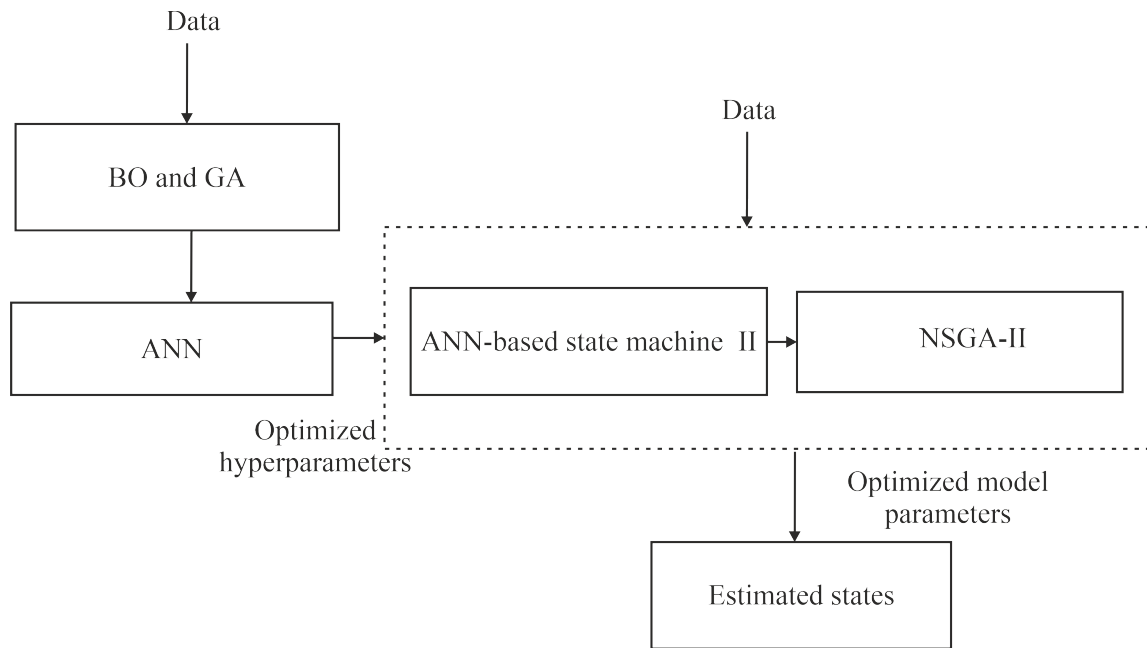 Data
BO and GA
ANN
Optimized
hyperparameters
Data
ANN-based state machine  II
NSGA-II
Optimized model
parameters
Estimated states